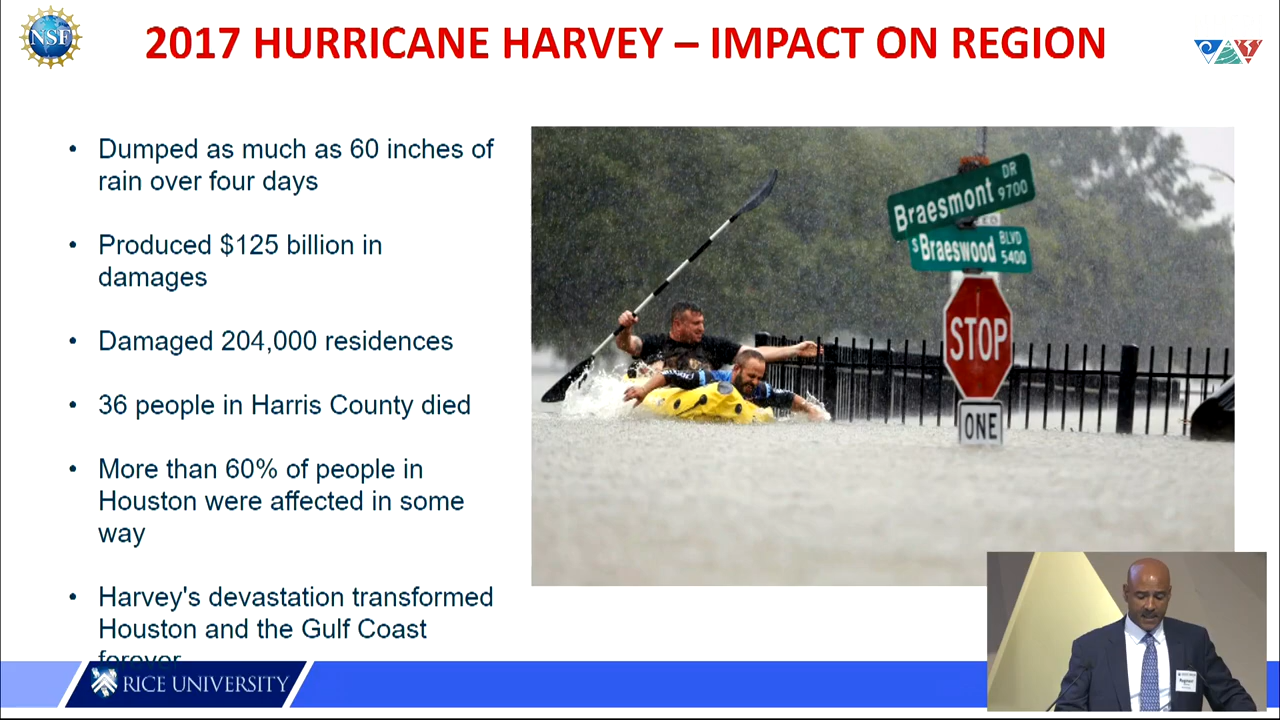 NSF
2017 HURRICANE HARVEY – IMPACT ON REGION
• Dumped as much as 60 inches of
rain over four days
• Produced $125 billion in
damages
• Damaged 204,000 residences
• 36 people in Harris County died
• More than 60% of people in
Houston were affected in some
way
• Harvey's devastation transformed
Houston and the Gulf Coast
forever
Braesmont DR 9700
S Braeswood BLVD 5400
STOP
ONE
RICE UNIVERSITY